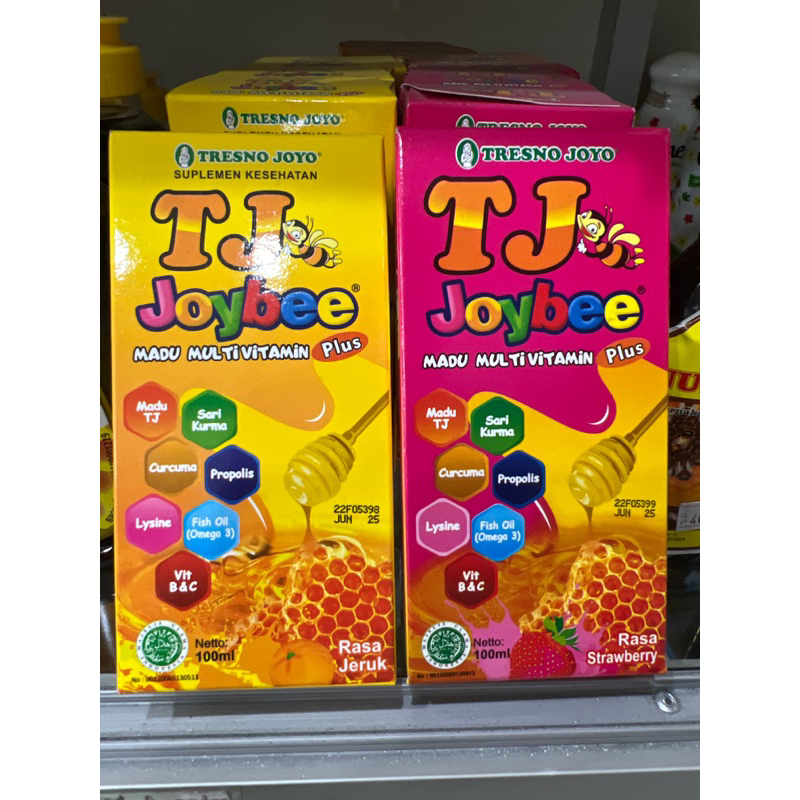 TRESNO JOYO
TRESNO JOYO
TRESNO JOYO®
SUPLEMEN KESEHATAN
TJ
Joybee®
MADU MULTIVITAMIN Plus
Madu
TJ
Sari
Kurma
Curcuma
Propolis
Lysine
Fish Oil
(Omega 3)
Vit
B & C
22F05398
JUN 25
Netto:
100ml
Rasa
Jeruk
TRESNO JOYO®
TJ
Joybee®
MADU MULTIVITAMIN Plus
Madu
TJ
Sari
Kurma
Curcuma
Propolis
Lysine
Fish Oil
(Omega 3)
Vit
B & C
22F05399
JUN 25
Netto:
100ml
Rasa
Strawberry